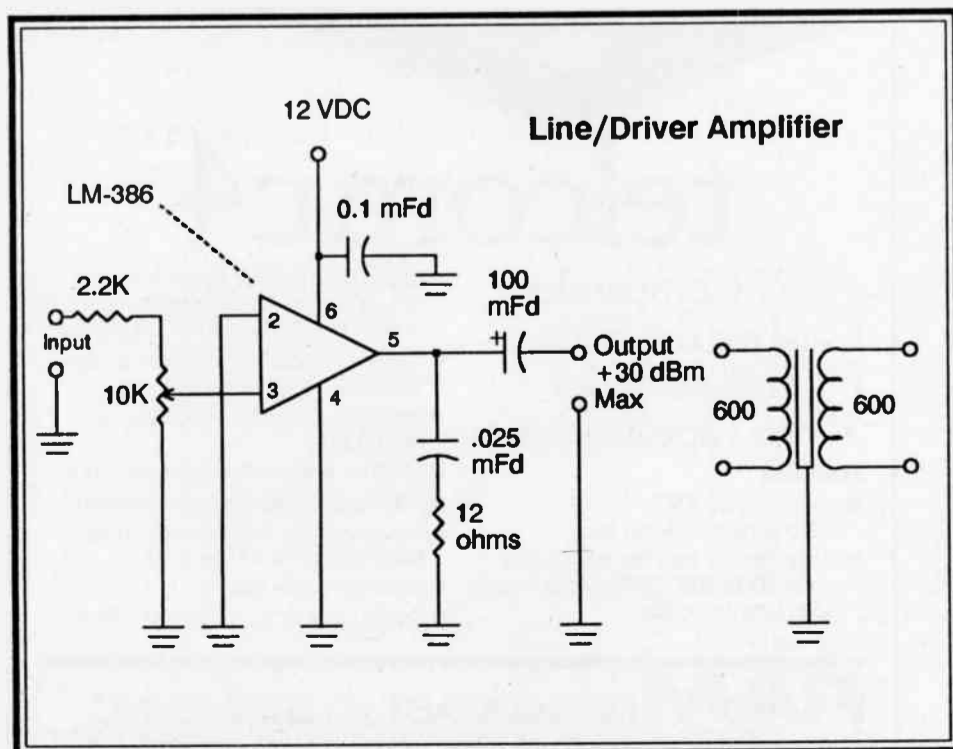 12 VDC
Line/Driver Amplifier
LM-386
0.1 mFd
2.2K
100
mFd
6
2
5
Input
Output
+30 dBm
Max
+
10K
3
4
600
600
.025
mFd
12
ohms